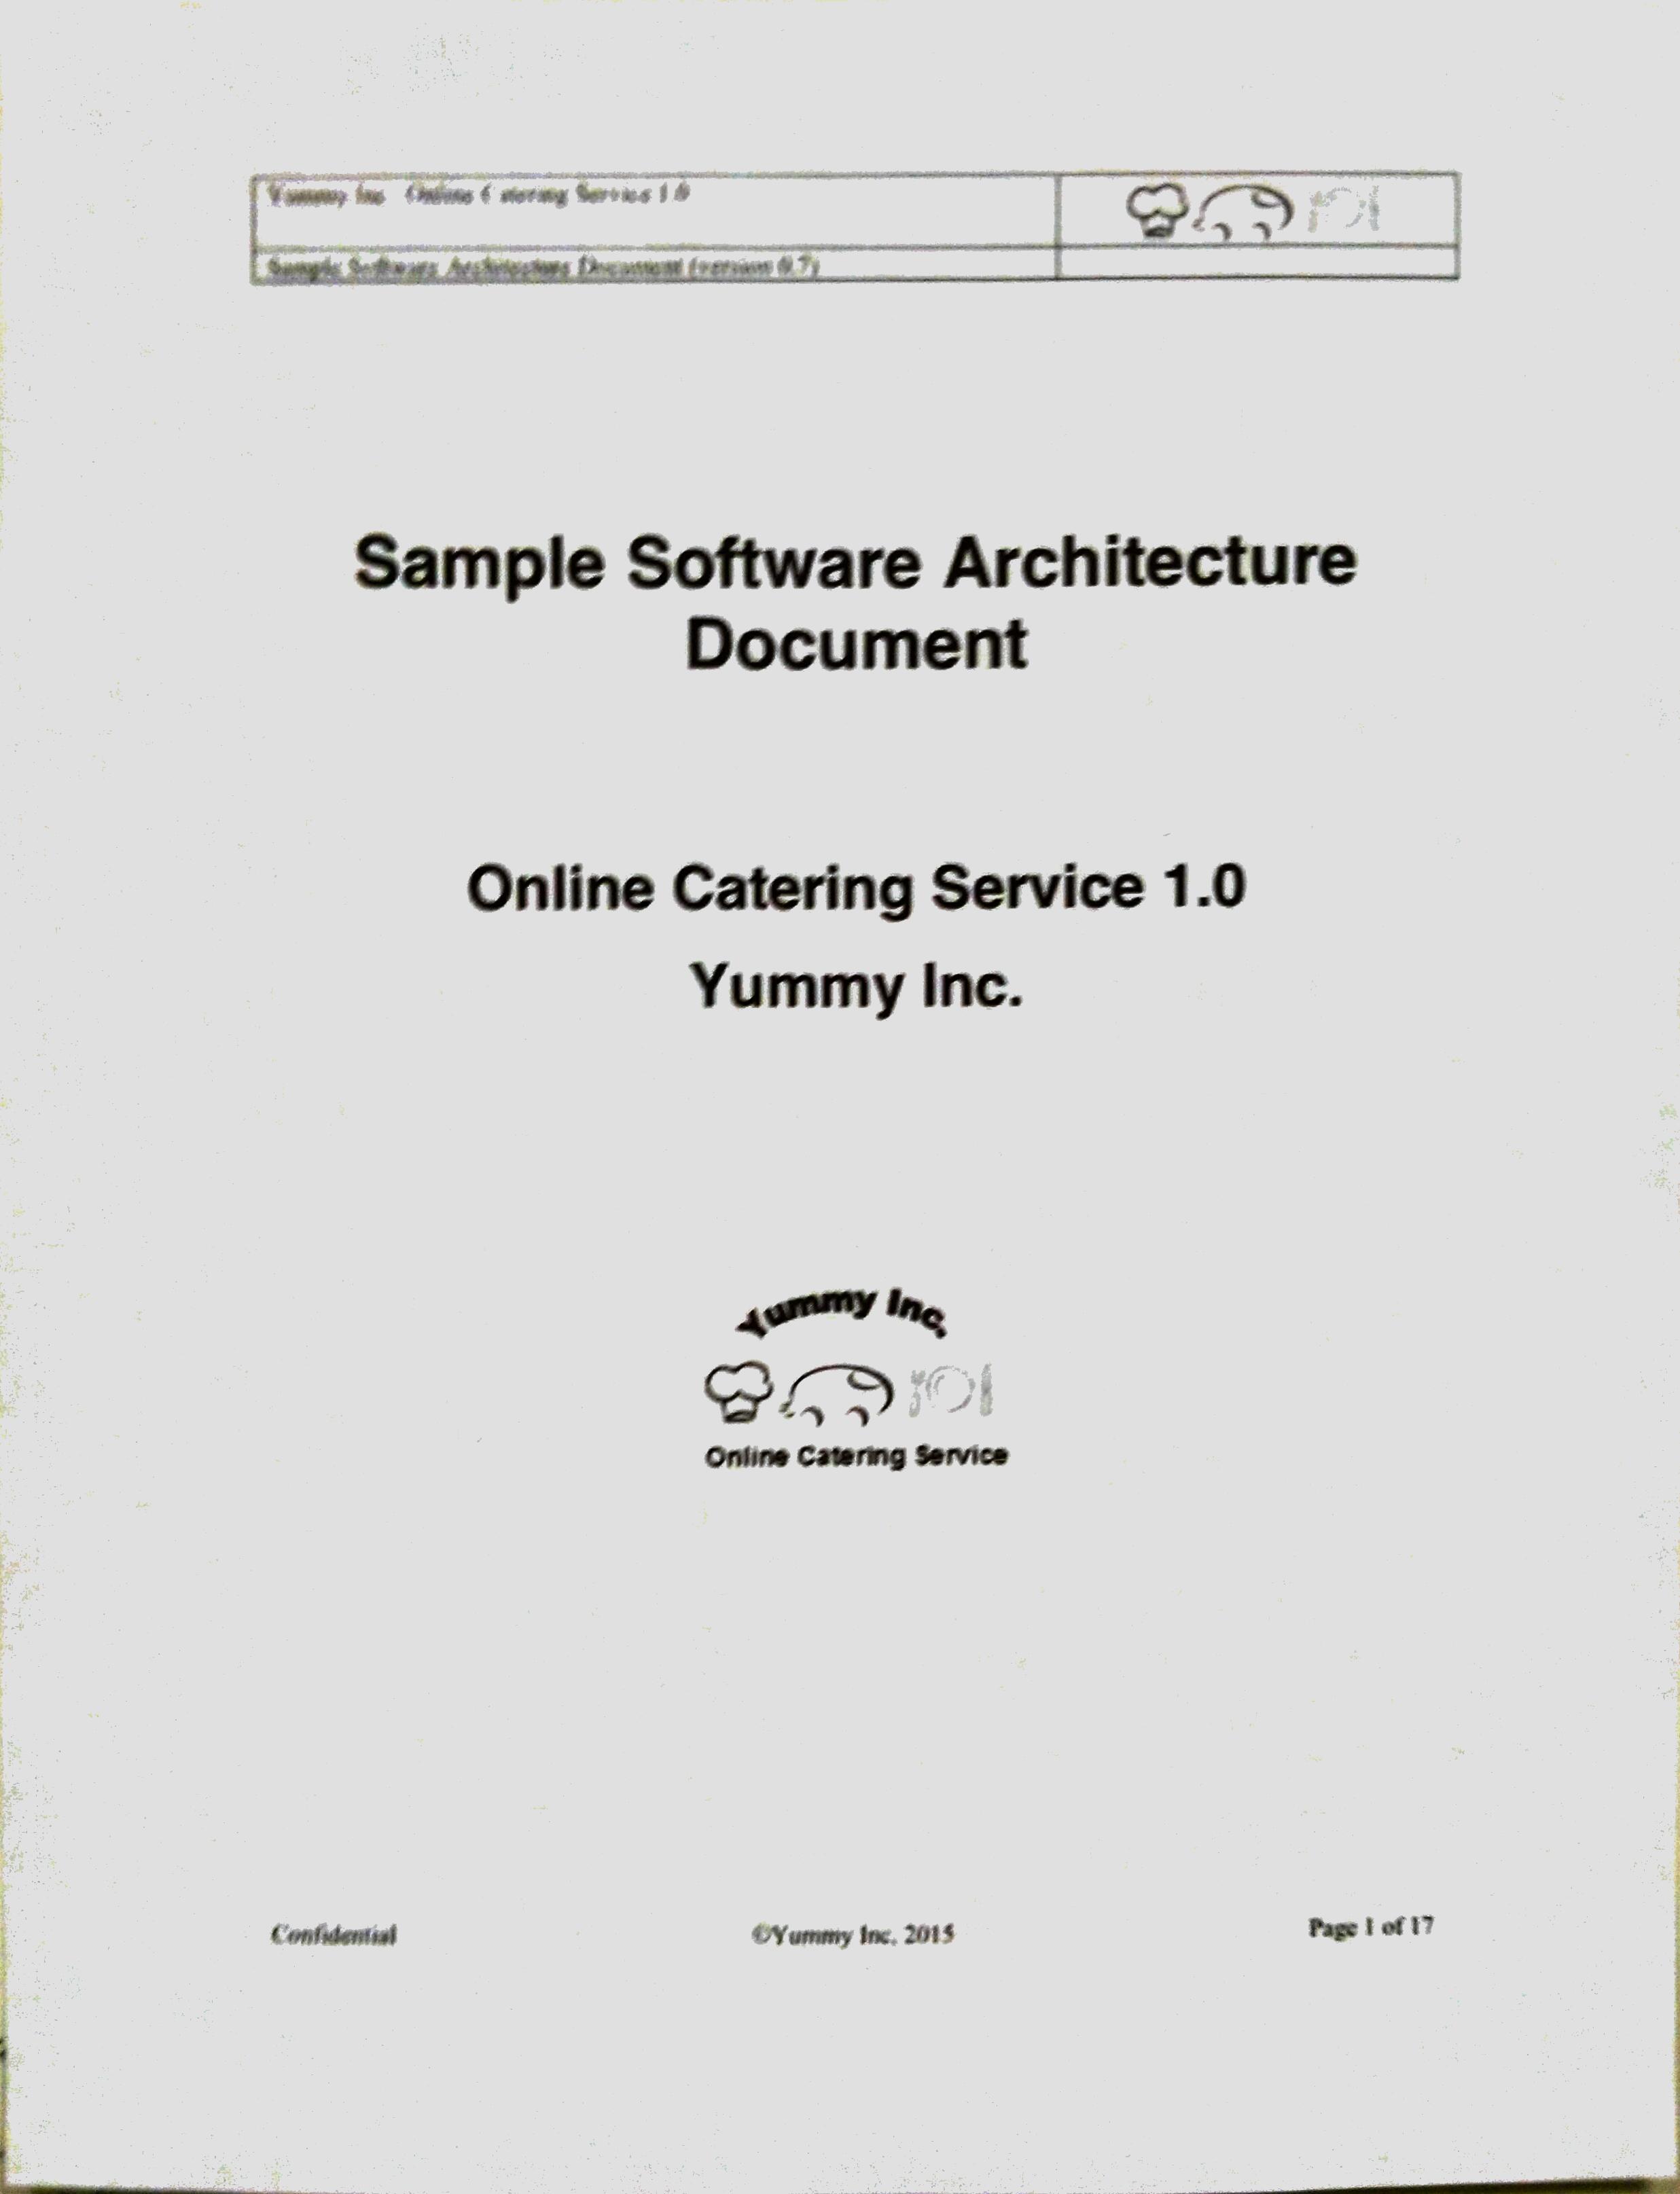 Yummy Inc Online Catering Service 1.0
Sample Software Architecture Document (version 0.7)
Sample Software Architecture
Document
Online Catering Service 1.0
Yummy Inc.
Yummy Inc.
Online Catering Service
Confidential ©Yummy Inc, 2015 Page 1 of 17